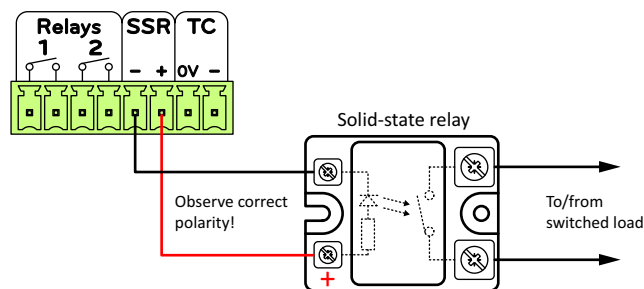 Relays SSR TC
1 2
- + 0V -
Solid-state relay
Observe correct
polarity!
To/from
switched load
+